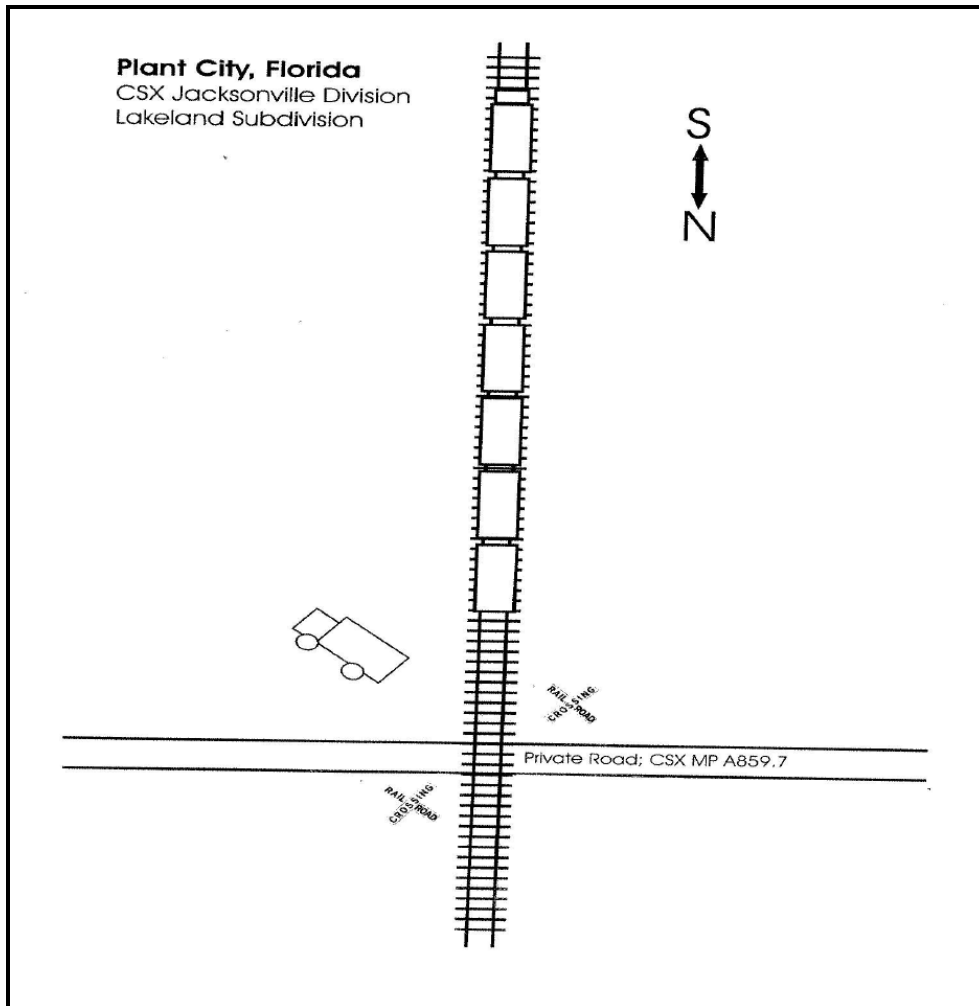 Plant City, Florida
CSX Jacksonville Division
Lakeland Subdivision
S
N
RAIL ROAD
CROSSING
Private Road; CSX MP A859.7
RAIL ROAD
CROSSING